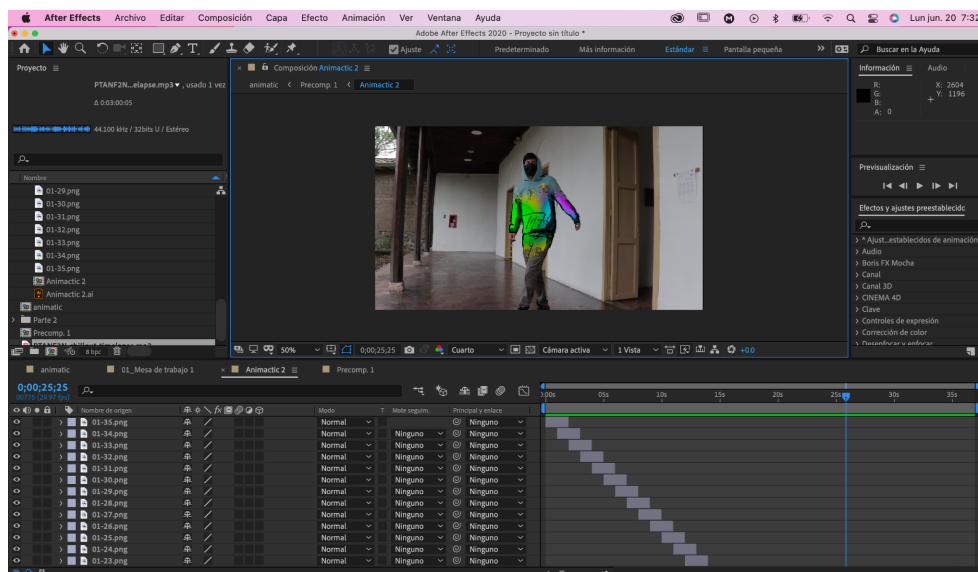 After Effects Archivo Editar Composición Capa Efecto Animación Ver Ventana Ayuda Lun jun. 20 7:32
Adobe After Effects 2020 - Proyecto sin título *
Ajuste Predeterminado Más información Estándar Pantalla pequeña Buscar en la Ayuda
Proyecto
Composición Animactic 2
Información Audio
PTANF2N...elapse.mp3 , usado 1 vez
animatic Precomp. 1 Animactic 2
R: X: 2604
G: Y: 1196
B:
A: 0
Δ 0:03:00:05
44.100 kHz / 32bits U / Estéreo
Previsualización
Nombre
01-29.png
01-30.png
01-31.png
01-32.png
01-33.png
01-34.png
01-35.png
Animactic 2
Animactic 2.ai
animatic
Parte 2
Precomp. 1
Efectos y ajustes preestablecidc
* Ajust...establecidos de animación
Audio
Boris FX Mocha
Canal
Canal 3D
CINEMA 4D
Clave
Controles de expresión
Corrección de color
Desenfocar y enfocar
8 bpc
50% 0;00;25;25 Cuarto Cámara activa 1 Vista +0.0
animatic 01_Mesa de trabajo 1 Animactic 2 Precomp. 1
0;00;25;25
00775 (29.97 fps)
05s 10s 15s 20s 25s 30s 35s
Nombre de origen Modo T Mate seguim. Principal y enlace
01-35.png Normal Ninguno
01-34.png Normal Ninguno Ninguno
01-33.png Normal Ninguno Ninguno
01-32.png Normal Ninguno Ninguno
01-31.png Normal Ninguno Ninguno
01-30.png Normal Ninguno Ninguno
01-29.png Normal Ninguno Ninguno
01-28.png Normal Ninguno Ninguno
01-27.png Normal Ninguno Ninguno
01-26.png Normal Ninguno Ninguno
01-25.png Normal Ninguno Ninguno
01-24.png Normal Ninguno Ninguno
01-23.png Normal Ninguno Ninguno